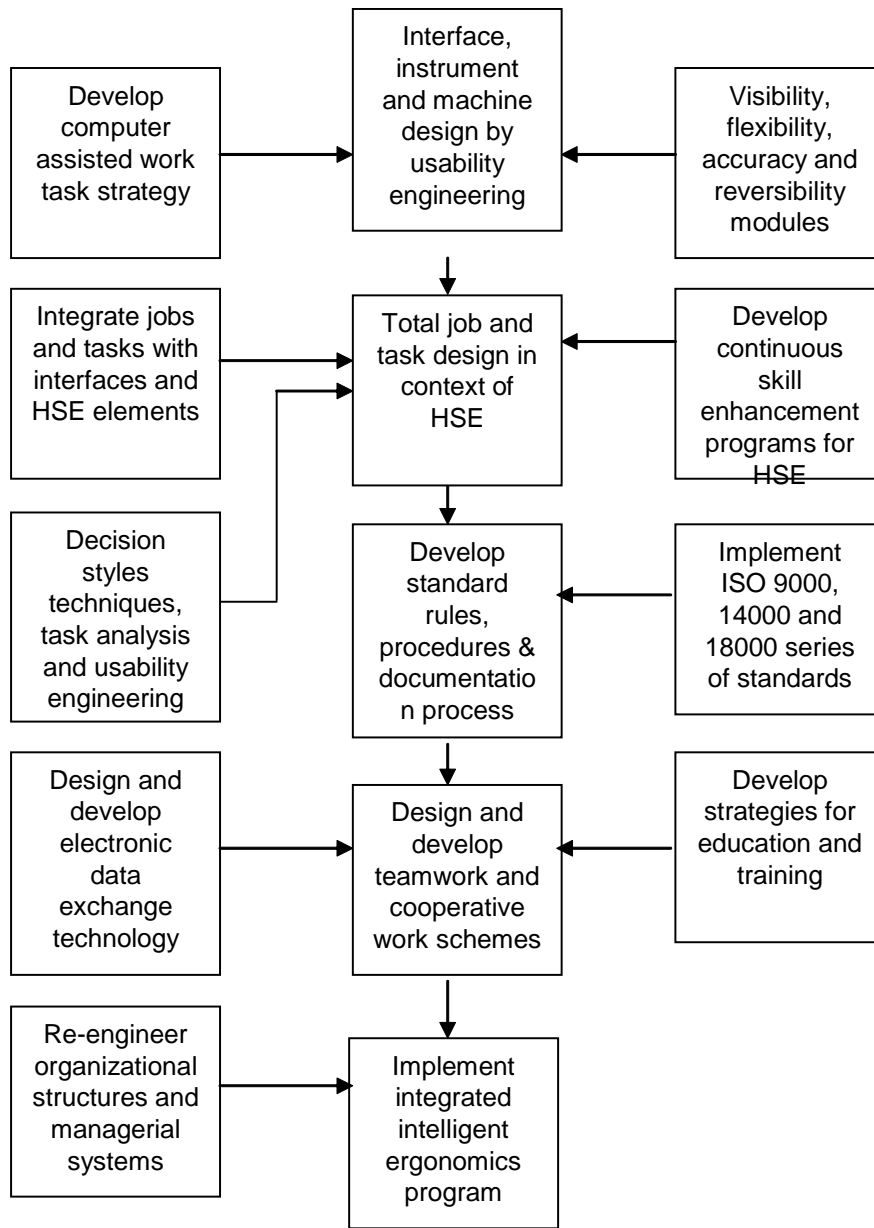 Interface,
instrument
and machine
design by
usability
engineering
Develop
computer
assisted work
task strategy
Visibility,
flexibility,
accuracy and
reversibility
modules
Integrate jobs
and tasks with
interfaces and
HSE elements
Total job and
task design in
context of
HSE
Develop
continuous
skill
enhancement
programs for
HSE
Decision
styles
techniques,
task analysis
and usability
engineering
Develop
standard
rules,
procedures &
documentatio
n process
Implement
ISO 9000,
14000 and
18000 series
of standards
Design and
develop
electronic
data
exchange
technology
Design and
develop
teamwork and
cooperative
work schemes
Develop
strategies for
education and
training
Re-engineer
organizational
structures and
managerial
systems
Implement
integrated
intelligent
ergonomics
program